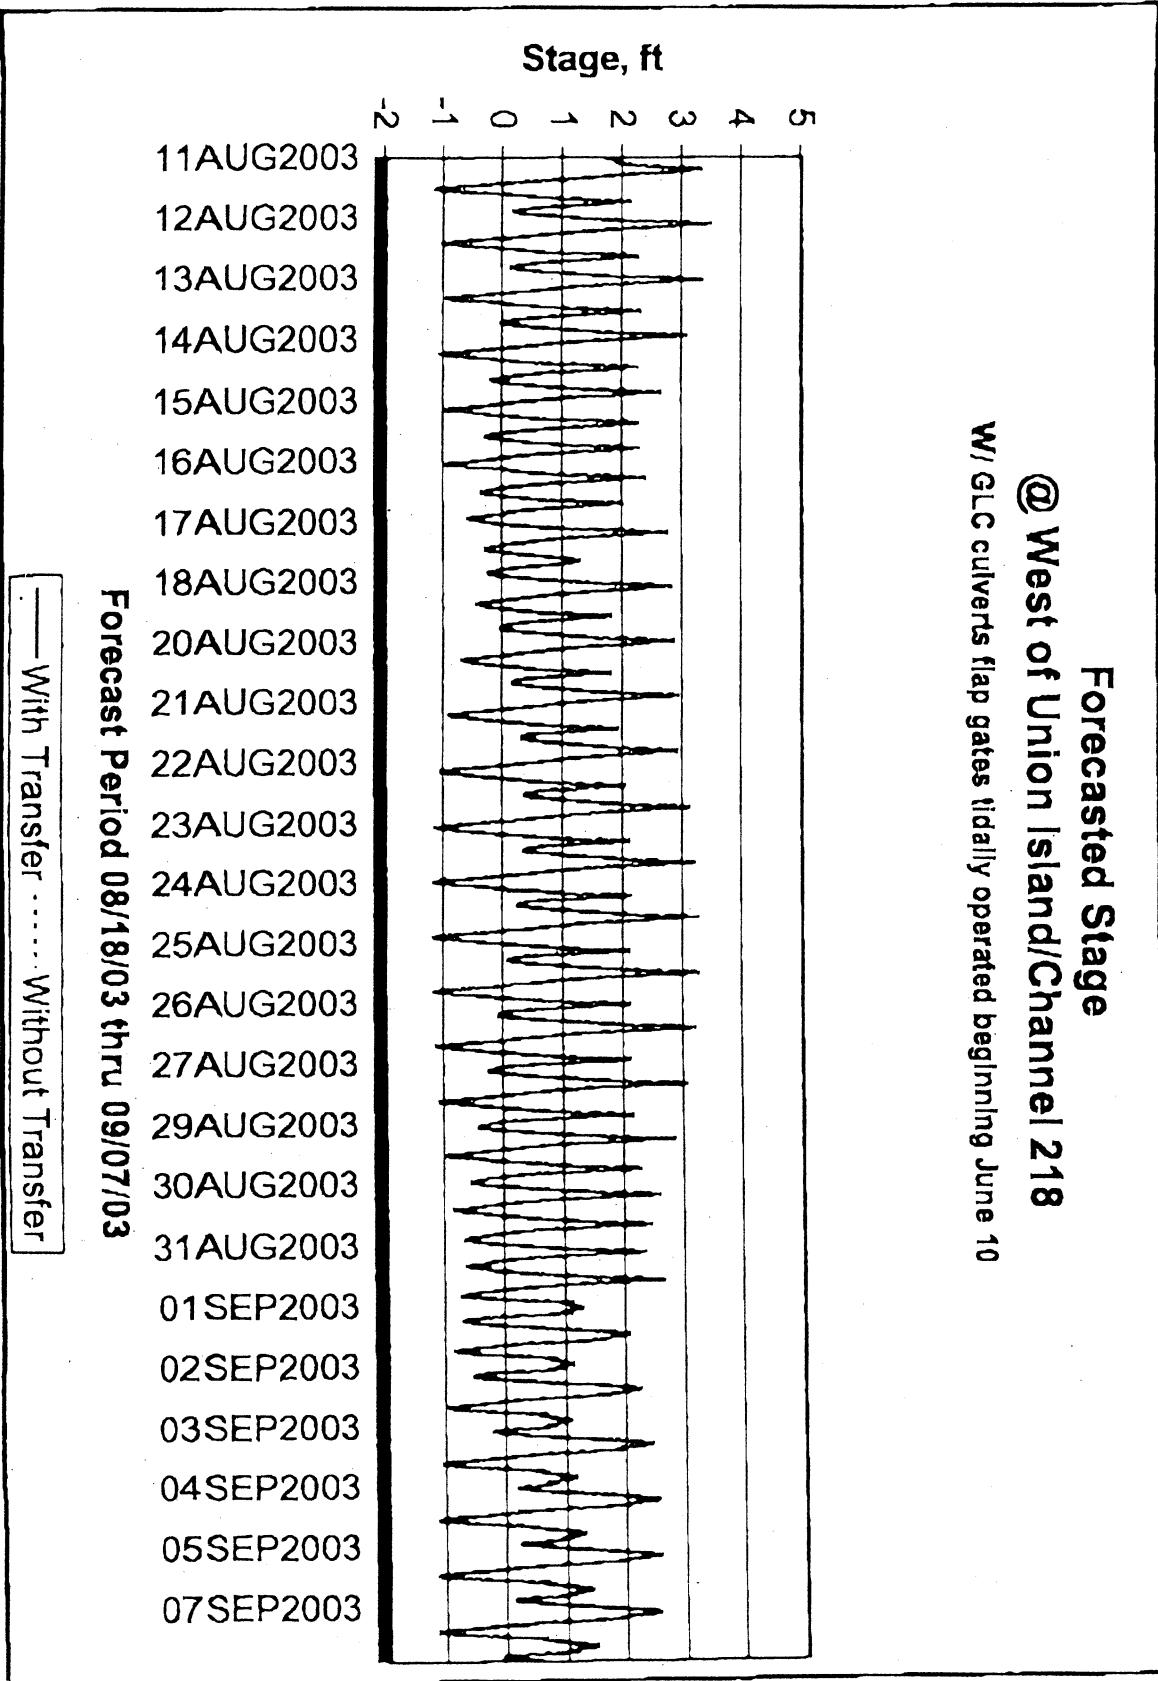 Forecasted Stage
@ West of Union Island/Channel 218
W/ GLC culverts flap gates tidally operated beginning June 10
Stage, ft
5
4
3
2
1
0
-1
-2
11AUG2003
12AUG2003
13AUG2003
14AUG2003
15AUG2003
16AUG2003
17AUG2003
18AUG2003
20AUG2003
21AUG2003
22AUG2003
23AUG2003
24AUG2003
25AUG2003
26AUG2003
27AUG2003
29AUG2003
30AUG2003
31AUG2003
01SEP2003
02SEP2003
03SEP2003
04SEP2003
05SEP2003
07SEP2003
Forecast Period 08/18/03 thru 09/07/03
With Transfer Without Transfer